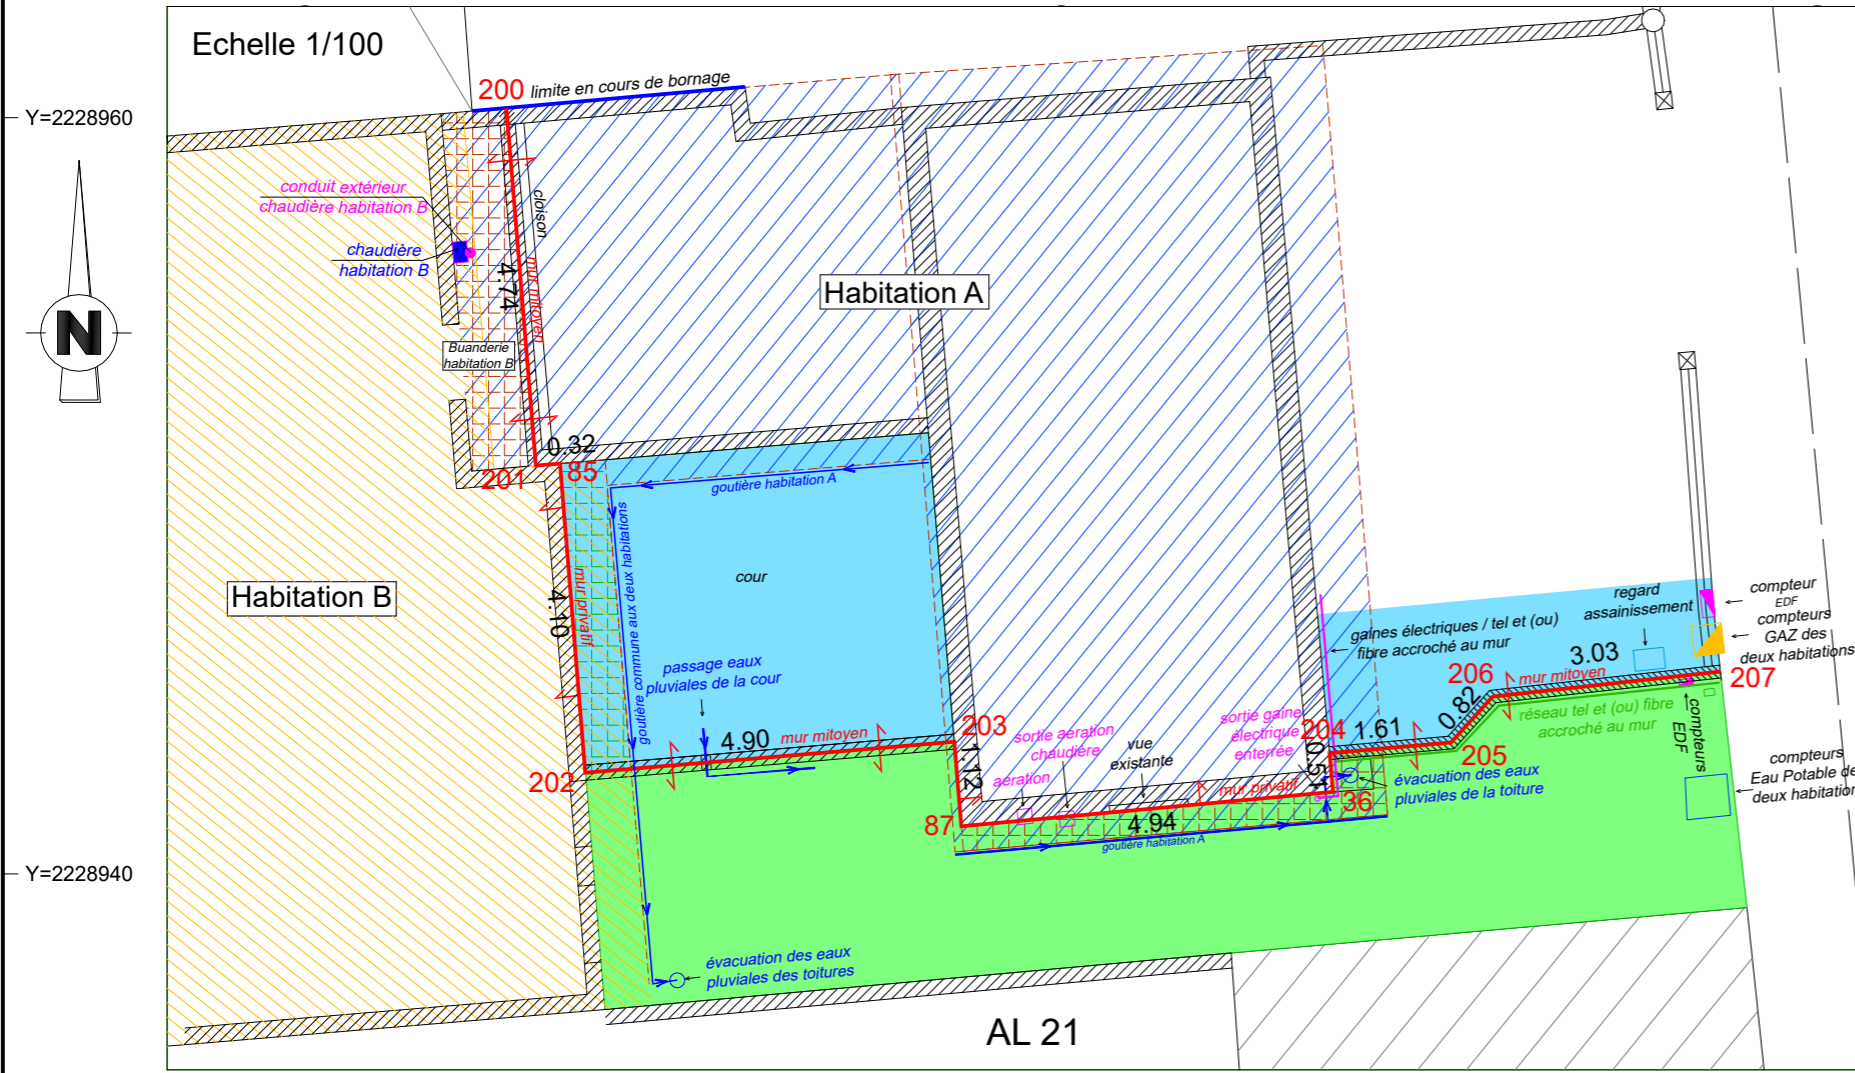 Echelle 1/100
Y=2228960
200 limite en cours de bornage
conduit extérieur
chaudière habitation B
chaudière
habitation B
cloison
4.74
mur mitoyen
Habitation A
N
Buanderie
habitation B
0.32
201
85
goutière habitation A
goutière commune aux deux habitations
mur privatif
4.10
Habitation B
cour
passage eaux
pluviales de la cour
4.90
mur mitoyen
202
203
1.12
sortie aération
chaudière
aération
vue
existante
sortie gaine
électrique
enterrée
mur privatif
204
1.61
0.82
205
206
3.03
mur mitoyen
207
36
87
4.94
goutière habitation A
gaines électriques / tel et (ou)
fibre accroché au mur
regard
assainissement
compteur
EDF
compteurs
GAZ des
deux habitations
réseau tel et (ou) fibre
accroché au mur
compteurs
EDF
compteurs
Eau Potable de
deux habitation
évacuation des eaux
pluviales de la toiture
Y=2228940
évacuation des eaux
pluviales des toitures
AL 21